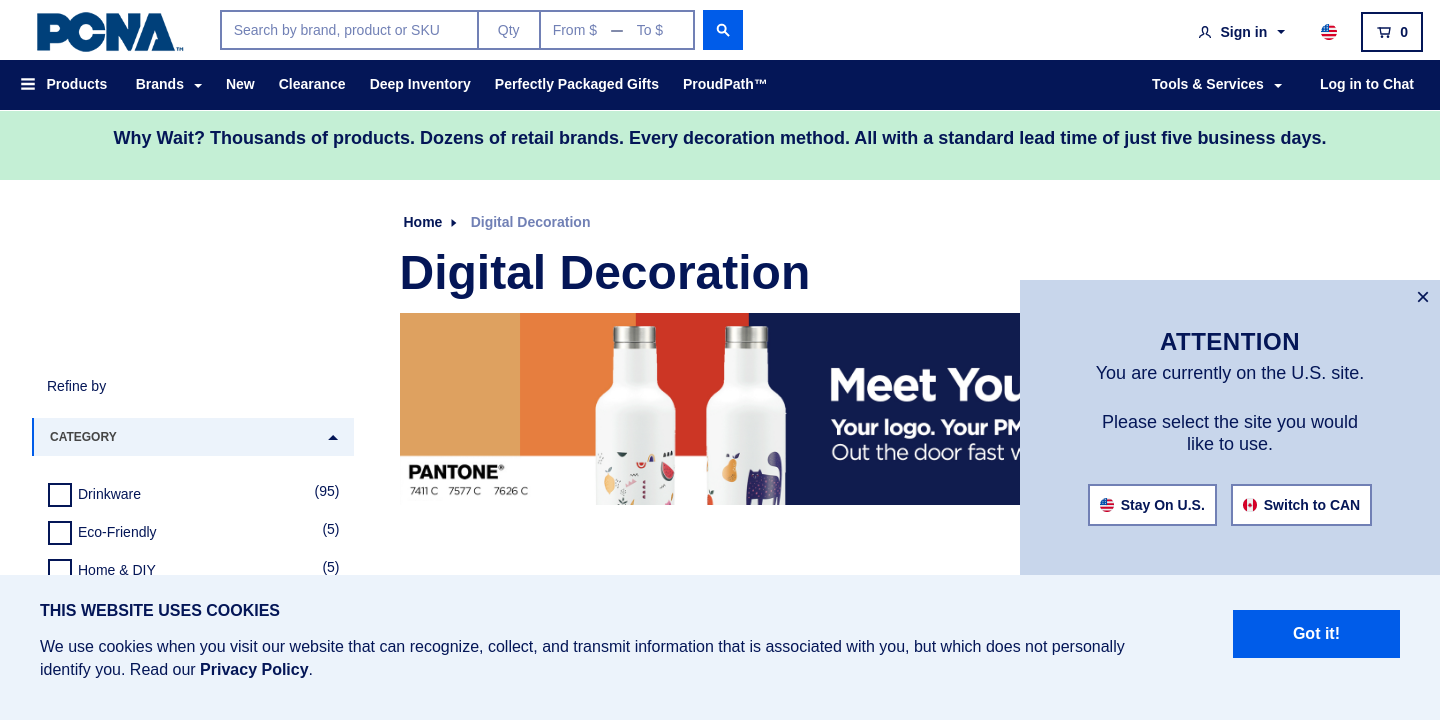 PCNA™
Search by brand, product or SKU
Qty
From $ — To $
Sign in
0
Products
Brands
New
Clearance
Deep Inventory
Perfectly Packaged Gifts
ProudPath™
Tools & Services
Log in to Chat
Why Wait? Thousands of products. Dozens of retail brands. Every decoration method. All with a standard lead time of just five business days.
Home
Digital Decoration
Digital Decoration
PANTONE®
7411 C 7577 C 7626 C
Meet You
Your logo. Your PM
Out the door fast
ATTENTION
You are currently on the U.S. site.
Please select the site you would
like to use.
Stay On U.S.
Switch to CAN
Refine by
CATEGORY
Drinkware (95)
Eco-Friendly (5)
Home & DIY (5)
THIS WEBSITE USES COOKIES
We use cookies when you visit our website that can recognize, collect, and transmit information that is associated with you, but which does not personally
identify you. Read our Privacy Policy.
Got it!